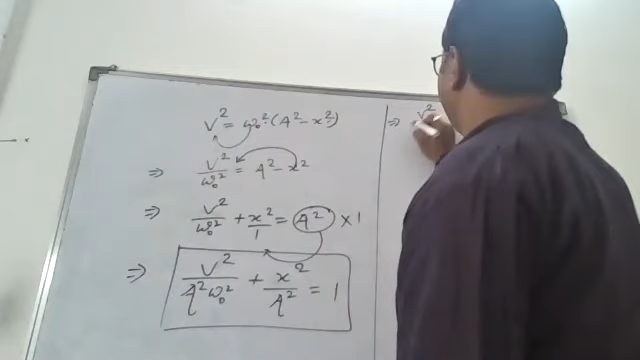 v² = ω₀²(A² - x²)
⇒ v²/ω₀² = A² - x²
⇒ v²/ω₀² + x²/1 = A² × 1
⇒ v²/A²ω₀² + x²/A² = 1
⇒ v²